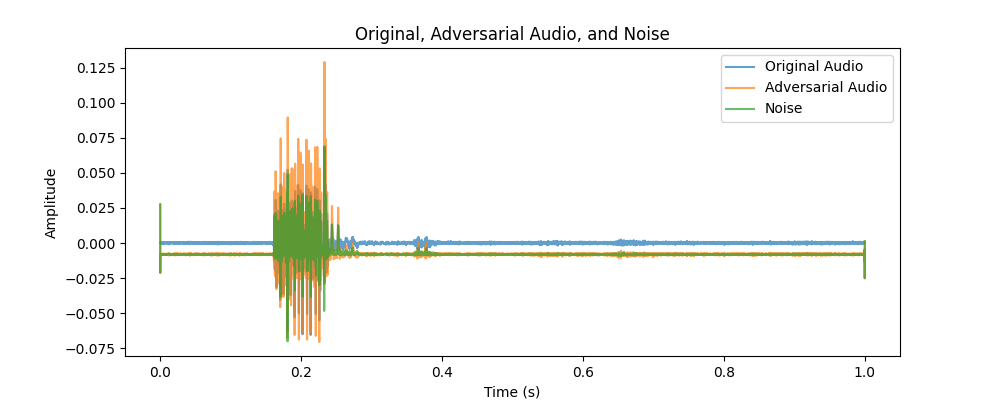 Original, Adversarial Audio, and Noise
Original Audio
Adversarial Audio
Noise
Amplitude
0.125
0.100
0.075
0.050
0.025
0.000
−0.025
−0.050
−0.075
0.0
0.2
0.4
0.6
0.8
1.0
Time (s)